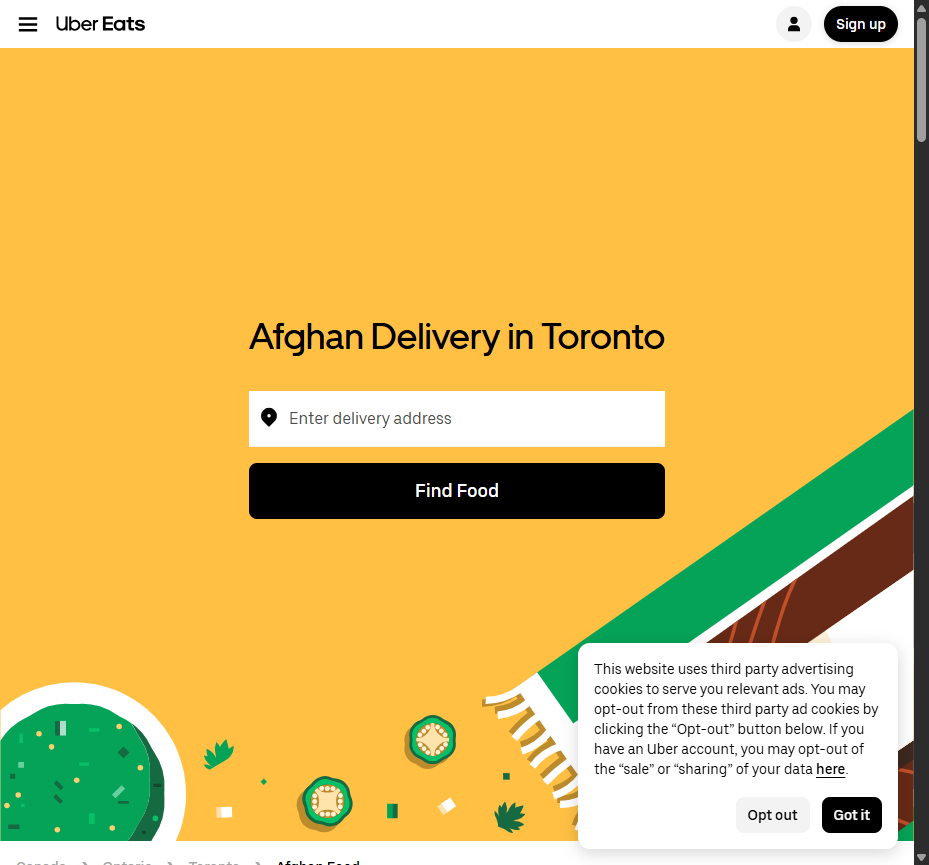 Uber Eats
Sign up
Afghan Delivery in Toronto
Enter delivery address
Find Food
This website uses third party advertising
cookies to serve you relevant ads. You may
opt-out from these third party ad cookies by
clicking the “Opt-out” button below. If you
have an Uber account, you may opt-out of
the “sale” or “sharing” of your data here.
Opt out
Got it
Canada > Ontario > Toronto > Afghan Food